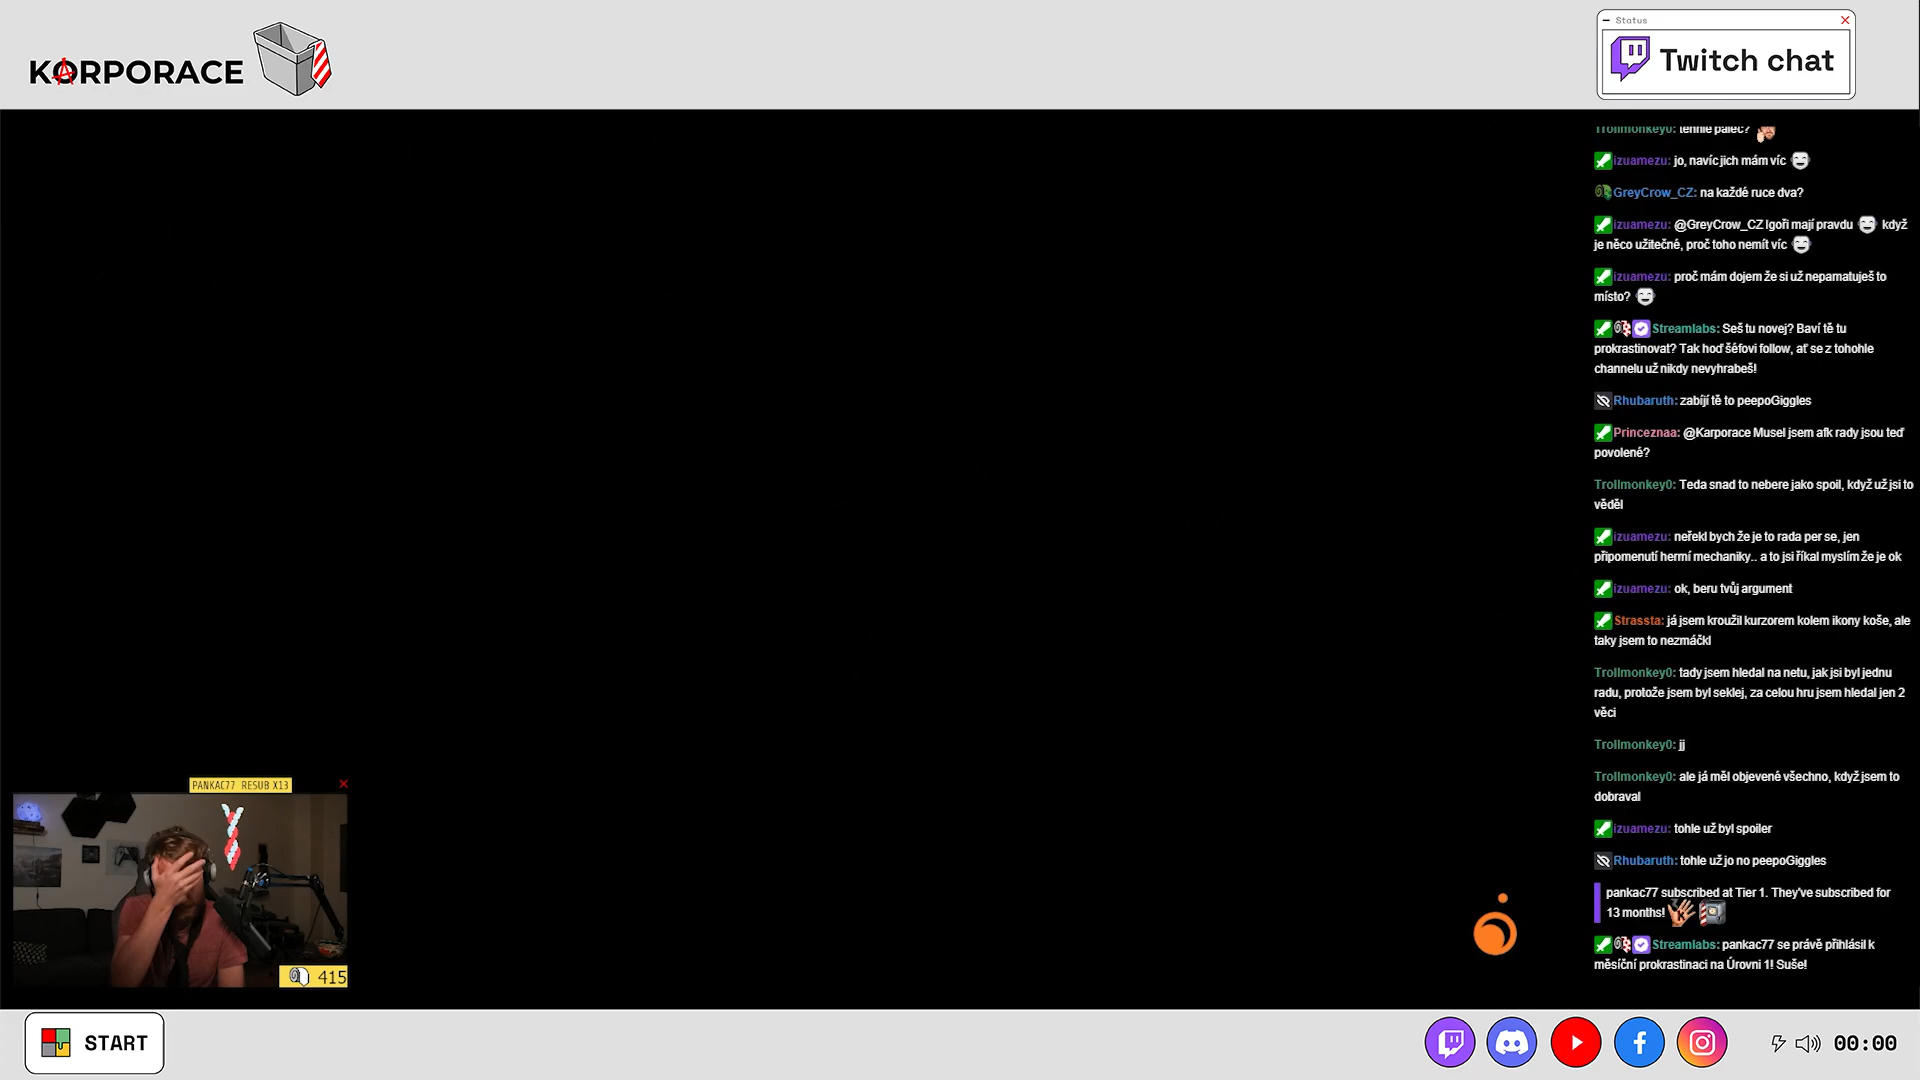 KORPORACE
Status
Twitch chat
Trollmonkey0: tenhle palec?
izuamezu: jo, navíc jich mám víc
GreyCrow_CZ: na každé ruce dva?
izuamezu: @GreyCrow_CZ Igoři mají pravdu když
je něco užitečné, proč toho nemít víc
izuamezu: proč mám dojem že si už nepamatuješ to
místo?
Streamlabs: Seš tu novej? Baví tě tu
prokrastinovat? Tak hoď šéfovi follow, ať se z tohohle
channelu už nikdy nevyhrabeš!
Rhubaruth: zabíjí tě to peepoGiggles
Princeznaa: @Karporace Musel jsem afk rady jsou teď
povolené?
Trollmonkey0: Teda snad to nebere jako spoil, když už jsi to
věděl
izuamezu: neřekl bych že je to rada per se, jen
připomenutí herní mechaniky.. a to jsi říkal myslím že je ok
izuamezu: ok, beru tvůj argument
Strassta: já jsem kroužil kurzorem kolem ikony koše, ale
taky jsem to nezmáčkl
Trollmonkey0: tady jsem hledal na netu, jak jsi byl jednu
radu, protože jsem byl seklej, za celou hru jsem hledal jen 2
věci
Trollmonkey0: jj
Trollmonkey0: ale já měl objevené všechno, když jsem to
dobraval
izuamezu: tohle už byl spoiler
Rhubaruth: tohle už jo no peepoGiggles
pankac77 subscribed at Tier 1. They've subscribed for
13 months!
Streamlabs: pankac77 se právě přihlásil k
měsíční prokrastinaci na Úrovni 1! Suše!
PANKAC77 RESUB X13
415
START
00:00